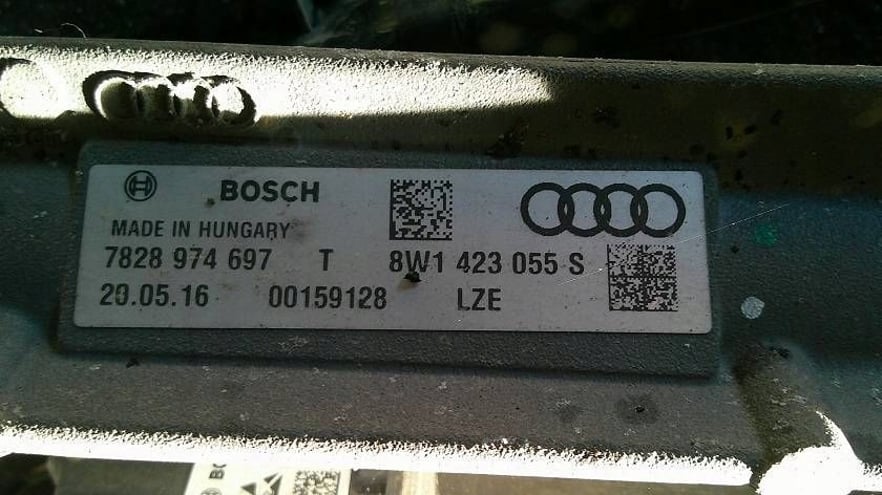 BOSCH
MADE IN HUNGARY
7828 974 697 T 8W1 423 055 S
20.05.16 00159128 LZE